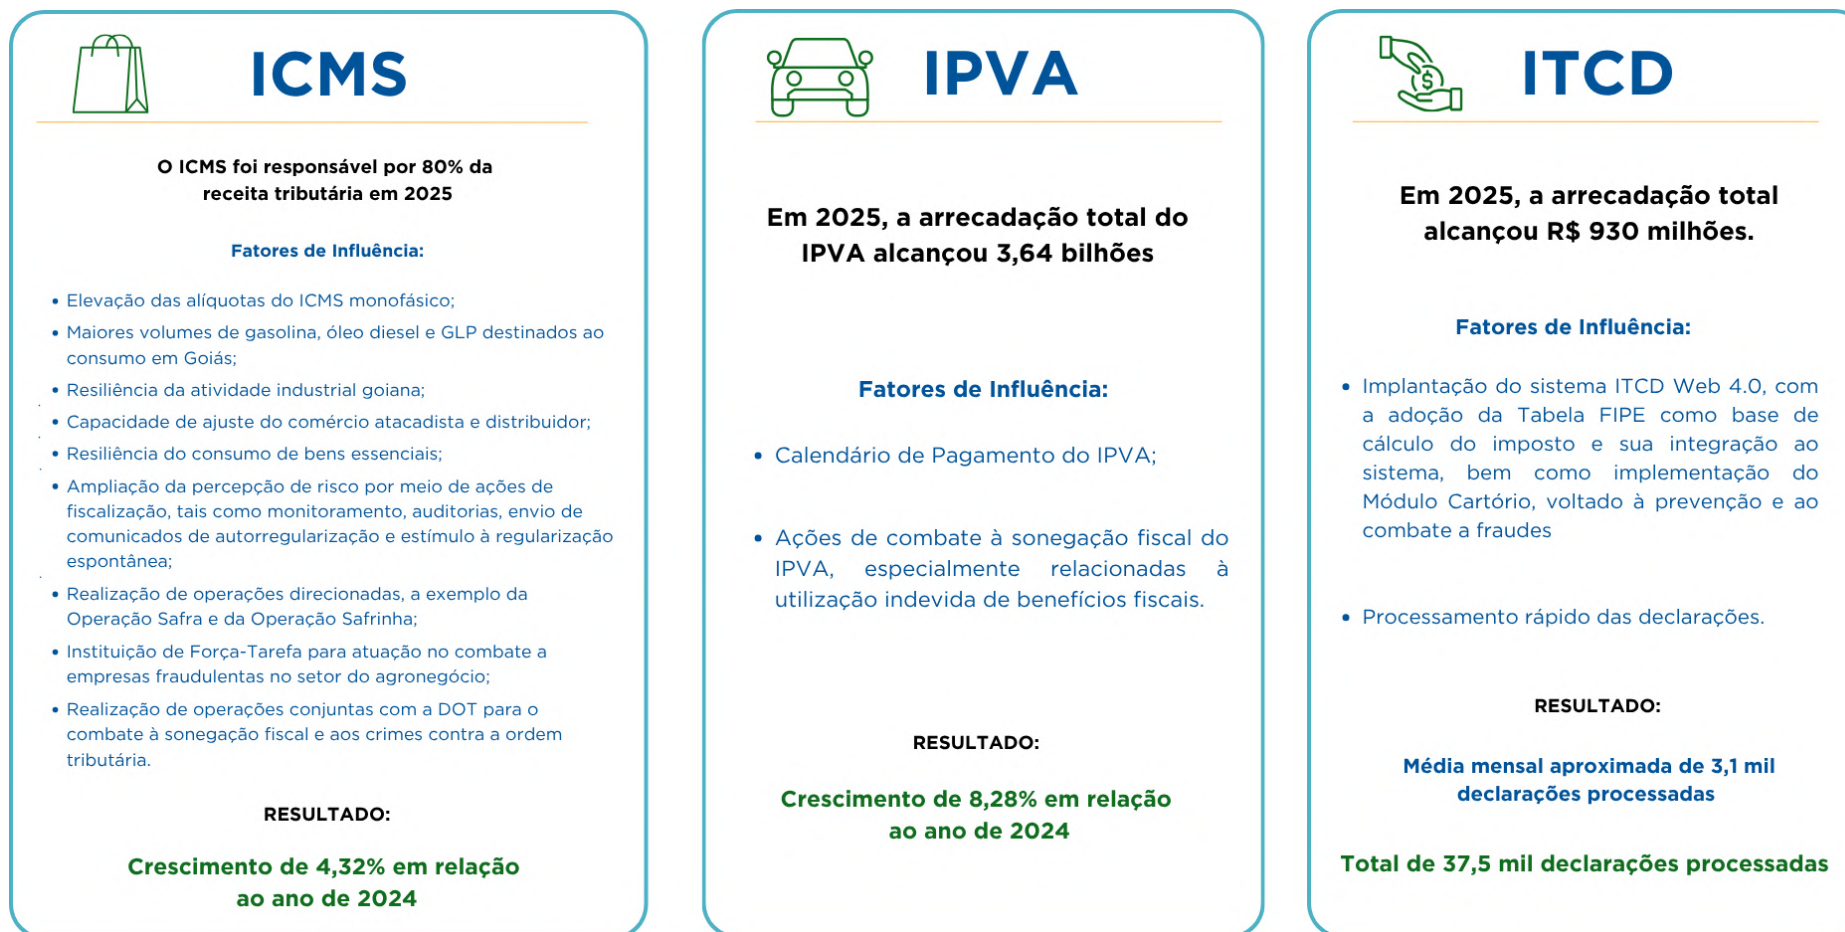 ICMS
O ICMS foi responsável por 80% da
receita tributária em 2025
Fatores de Influência:
• Elevação das alíquotas do ICMS monofásico;
• Maiores volumes de gasolina, óleo diesel e GLP destinados ao
consumo em Goiás;
• Resiliência da atividade industrial goiana;
• Capacidade de ajuste do comércio atacadista e distribuidor;
• Resiliência do consumo de bens essenciais;
• Ampliação da percepção de risco por meio de ações de
fiscalização, tais como monitoramento, auditorias, envio de
comunicados de autorregularização e estímulo à regularização
espontânea;
• Realização de operações direcionadas, a exemplo da
Operação Safra e da Operação Safrinha;
• Instituição de Força-Tarefa para atuação no combate a
empresas fraudulentas no setor do agronegócio;
• Realização de operações conjuntas com a DOT para o
combate à sonegação fiscal e aos crimes contra a ordem
tributária.
RESULTADO:
Crescimento de 4,32% em relação
ao ano de 2024
IPVA
Em 2025, a arrecadação total do
IPVA alcançou 3,64 bilhões
Fatores de Influência:
• Calendário de Pagamento do IPVA;
• Ações de combate à sonegação fiscal do
IPVA, especialmente relacionadas à
utilização indevida de benefícios fiscais.
RESULTADO:
Crescimento de 8,28% em relação
ao ano de 2024
$
ITCD
Em 2025, a arrecadação total
alcançou R$ 930 milhões.
Fatores de Influência:
• Implantação do sistema ITCD Web 4.0, com
a adoção da Tabela FIPE como base de
cálculo do imposto e sua integração ao
sistema, bem como implementação do
Módulo Cartório, voltado à prevenção e ao
combate a fraudes
• Processamento rápido das declarações.
RESULTADO:
Média mensal aproximada de 3,1 mil
declarações processadas
Total de 37,5 mil declarações processadas